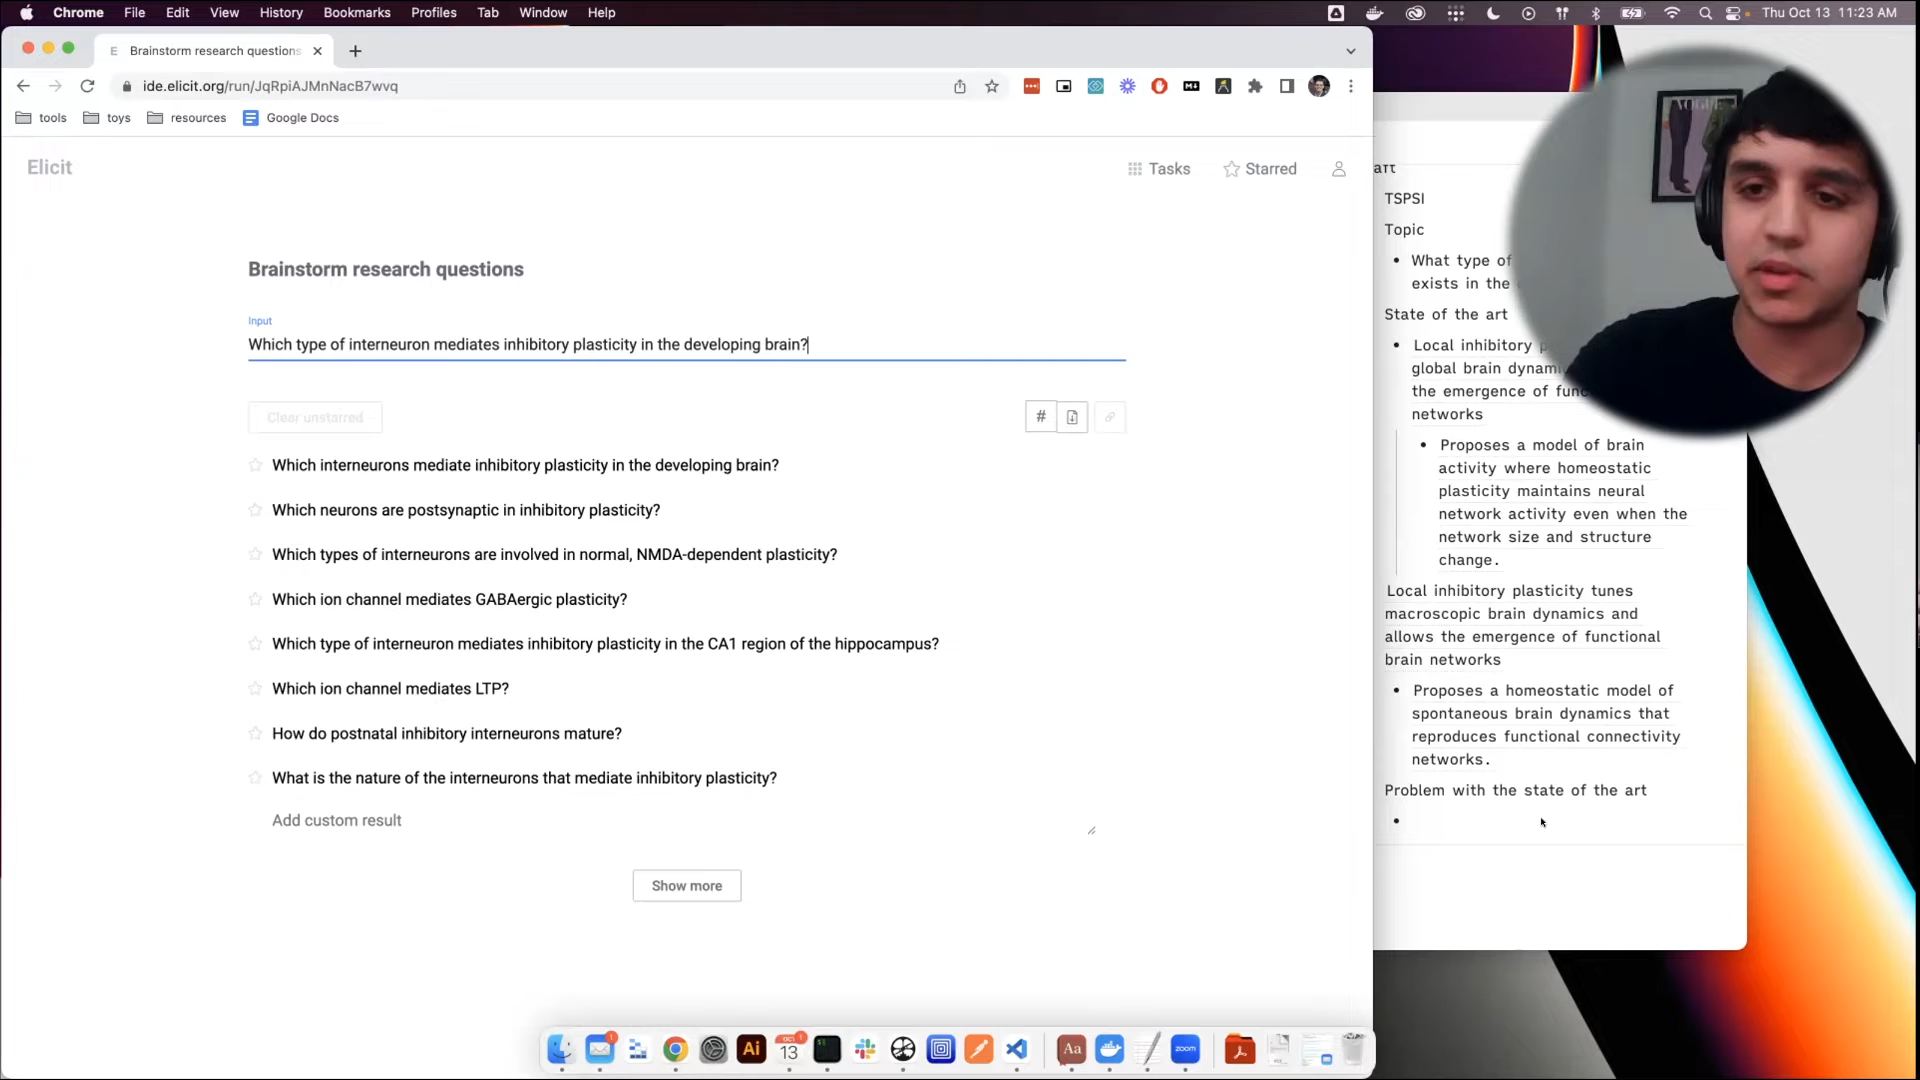 Chrome File Edit View History Bookmarks Profiles Tab Window Help
Thu Oct 13 11:23 AM
E Brainstorm research questions
ide.elicit.org/run/JqRpiAJMnNacB7wvq
tools toys resources Google Docs
Elicit
Tasks Starred
Brainstorm research questions
Input
Which type of interneuron mediates inhibitory plasticity in the developing brain?
Clear unstarred
#
Which interneurons mediate inhibitory plasticity in the developing brain?
Which neurons are postsynaptic in inhibitory plasticity?
Which types of interneurons are involved in normal, NMDA-dependent plasticity?
Which ion channel mediates GABAergic plasticity?
Which type of interneuron mediates inhibitory plasticity in the CA1 region of the hippocampus?
Which ion channel mediates LTP?
How do postnatal inhibitory interneurons mature?
What is the nature of the interneurons that mediate inhibitory plasticity?
Add custom result
Show more
art
TSPSI
Topic
• What type of
exists in the
State of the art
• Local inhibitory
global brain
the emergence of
networks
• Proposes a model of brain
activity where homeostatic
plasticity maintains neural
network activity even when the
network size and structure
change.
Local inhibitory plasticity tunes
macroscopic brain dynamics and
allows the emergence of functional
brain networks
• Proposes a homeostatic model of
spontaneous brain dynamics that
reproduces functional connectivity
networks.
Problem with the state of the art
•
VOGUE
Ai
OCT
13
1
Aa
zoom